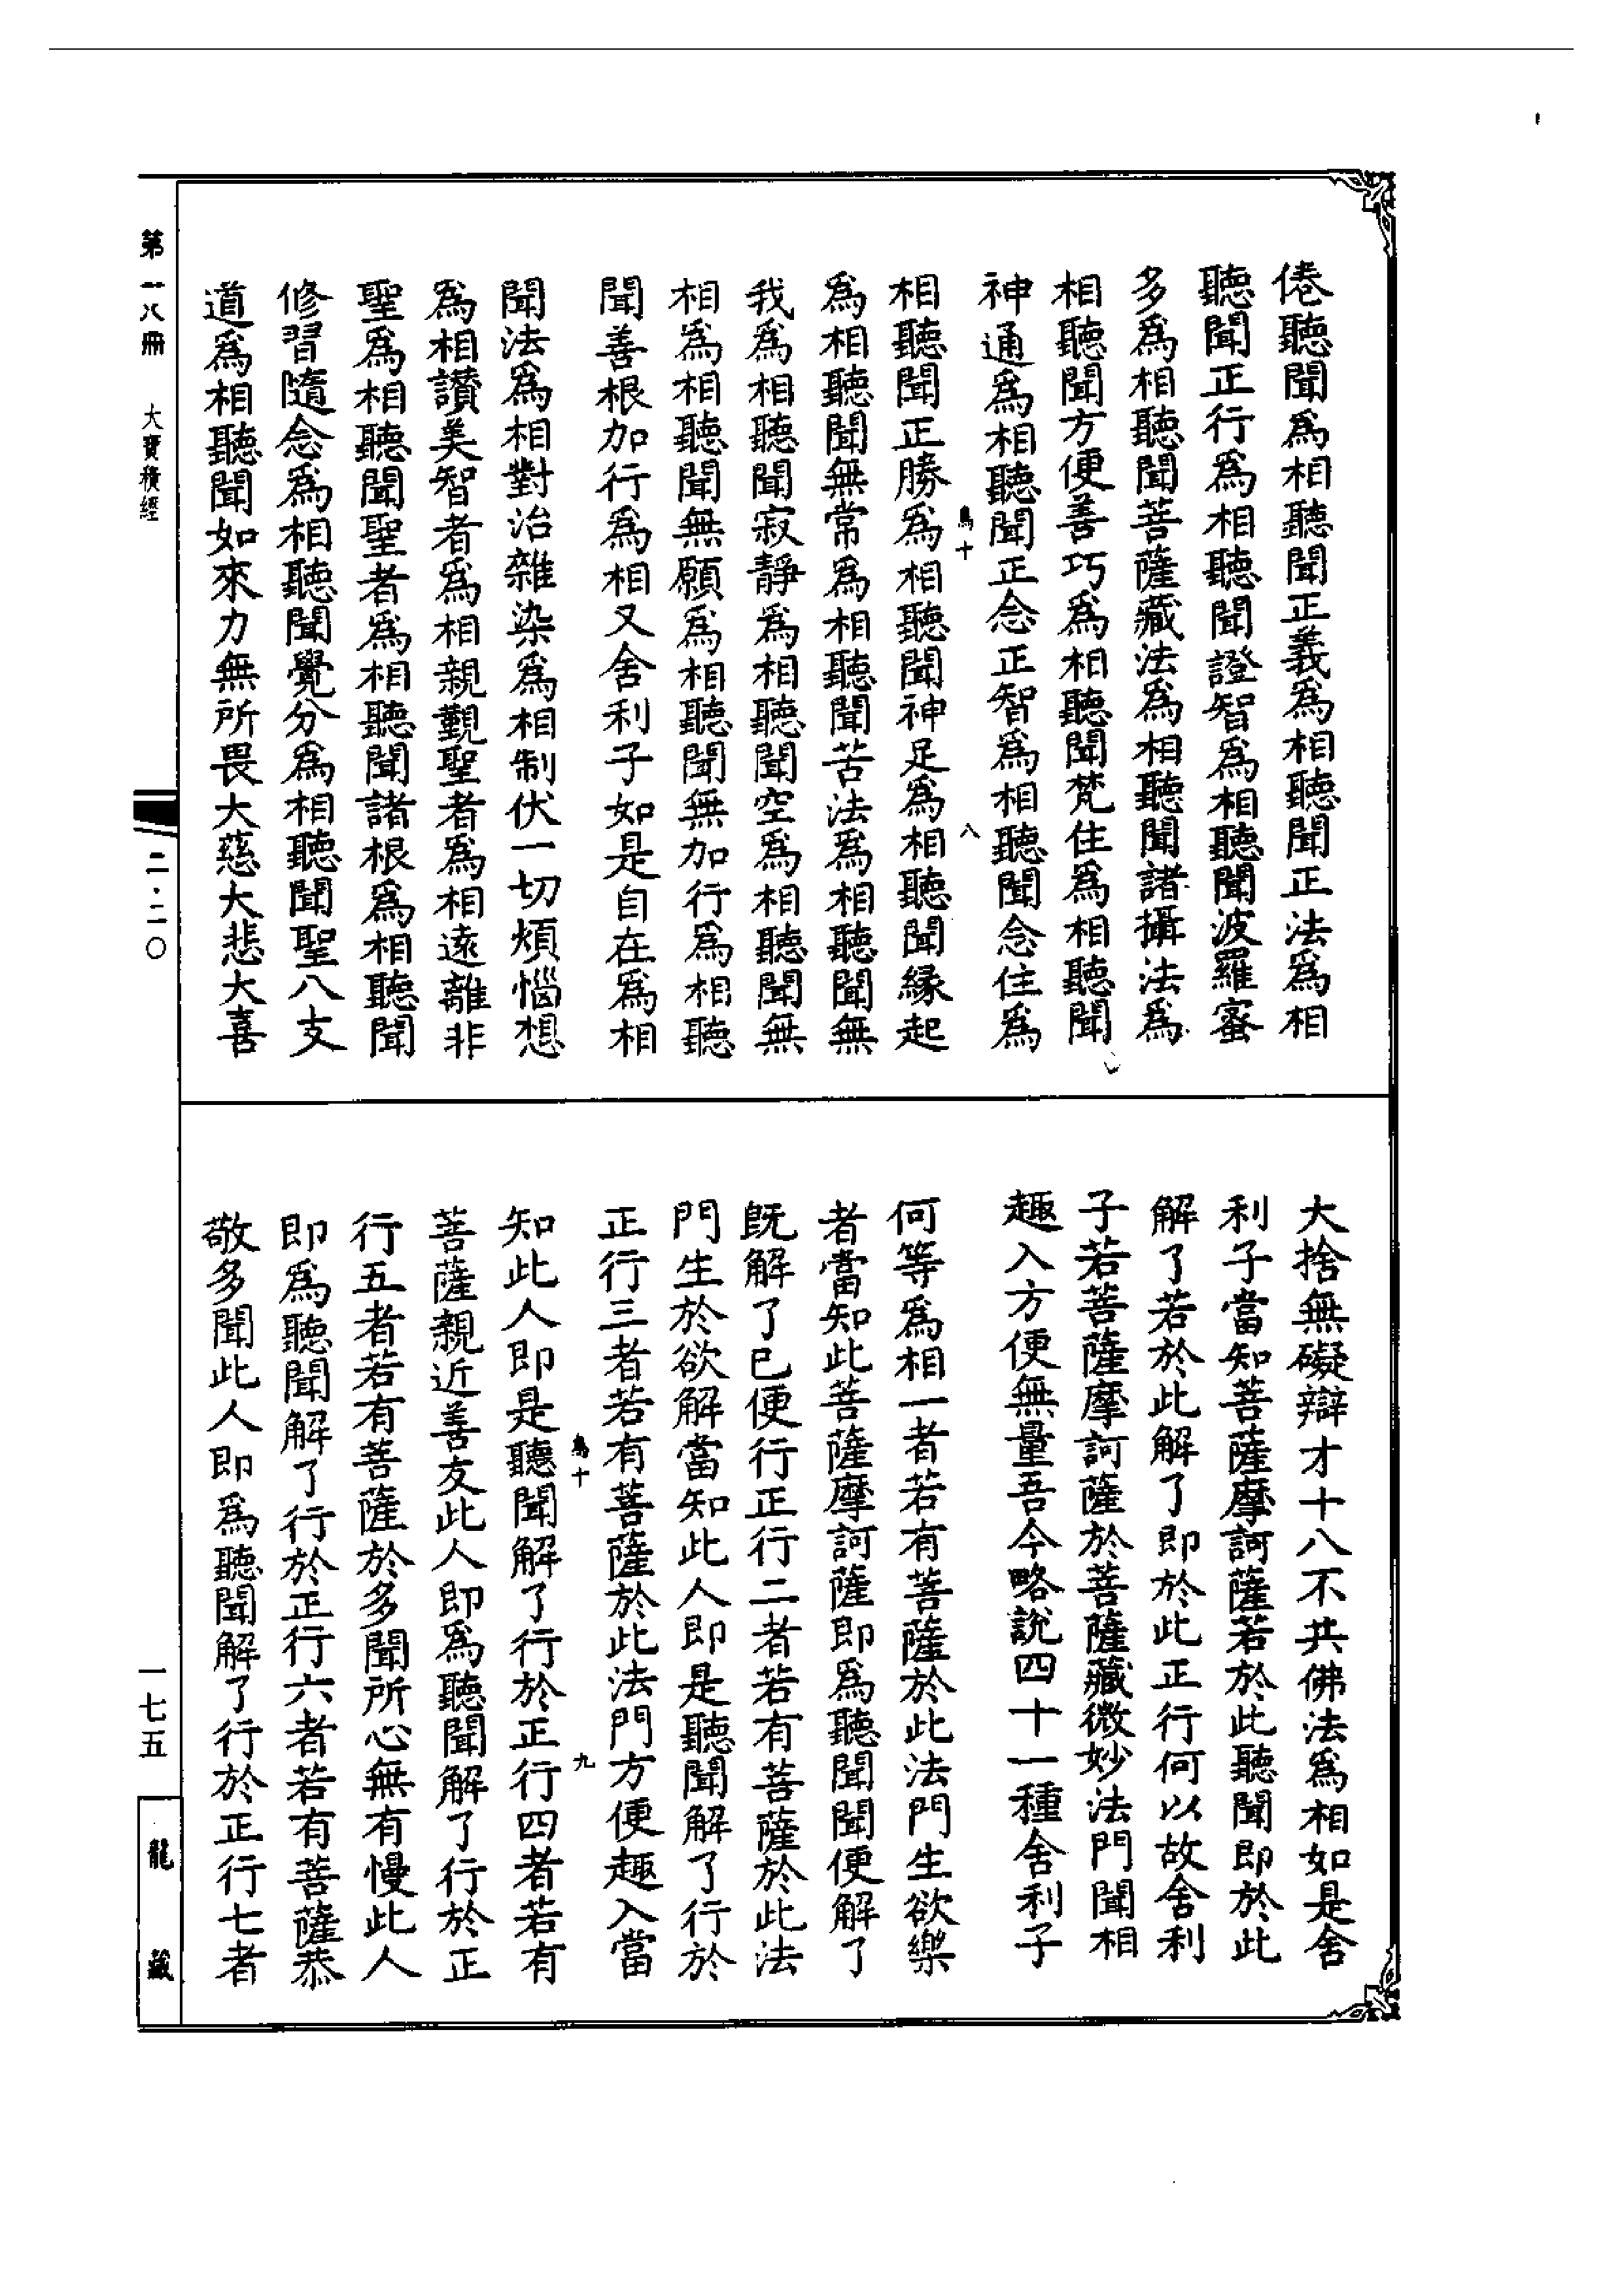 倦聽聞爲相聽聞正義爲相聽聞正法爲相
聽聞正行爲相聽聞證智爲相聽聞波羅蜜
多爲相聽聞菩薩藏法爲相聽聞諸攝法爲
相聽聞方便善巧爲相聽聞梵住爲相聽聞
神通爲相聽聞正念正智爲相聽聞念住爲
鳥十
八
相聽聞正勝爲相聽聞神足爲相聽聞緣起
爲相聽聞無常爲相聽聞苦法爲相聽聞無
我爲相聽聞寂靜爲相聽聞空爲相聽聞無
相爲相聽聞無願爲相聽聞無加行爲相聽
聞善根加行爲相又舍利子如是自在爲相
聞法爲相對治雜染爲相制伏一切煩惱想
爲相讚美智者爲相親覲聖者爲相遠離非
聖爲相聽聞聖者爲相聽聞諸根爲相聽聞
修習隨念爲相聽聞覺分爲相聽聞聖八支
道爲相聽聞如來力無所畏大慈大悲大喜
大捨無礙辯才十八不共佛法爲相如是舍
利子當知菩薩摩訶薩若於此聽聞即於此
解了若於此解了即於此正行何以故舍利
子若菩薩摩訶薩於菩薩藏微妙法門聞相
趣入方便無量吾今略說四十一種舍利子
何等爲相一者若有菩薩於此法門生欲樂
者當知此菩薩摩訶薩即爲聽聞聞便解了
既解了已便行正行二者若有菩薩於此法
門生於欲解當知此人即是聽聞解了行於
正行三者若有菩薩於此法門方便趣入當
鳥十
九
知此人即是聽聞解了行於正行四者若有
菩薩親近善友此人即爲聽聞解了行於正
行五者若有菩薩於多聞所心無有慢此人
即爲聽聞解了行於正行六者若有菩薩恭
敬多聞此人即爲聽聞解了行於正行七者
第一八冊 大寶積經
二·二〇
一七五
龍藏